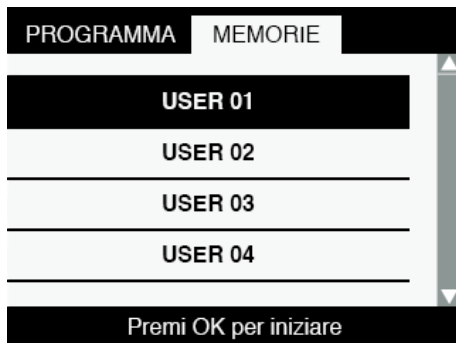 PROGRAMMA MEMORIE
USER 01
USER 02
USER 03
USER 04
Premi OK per iniziare